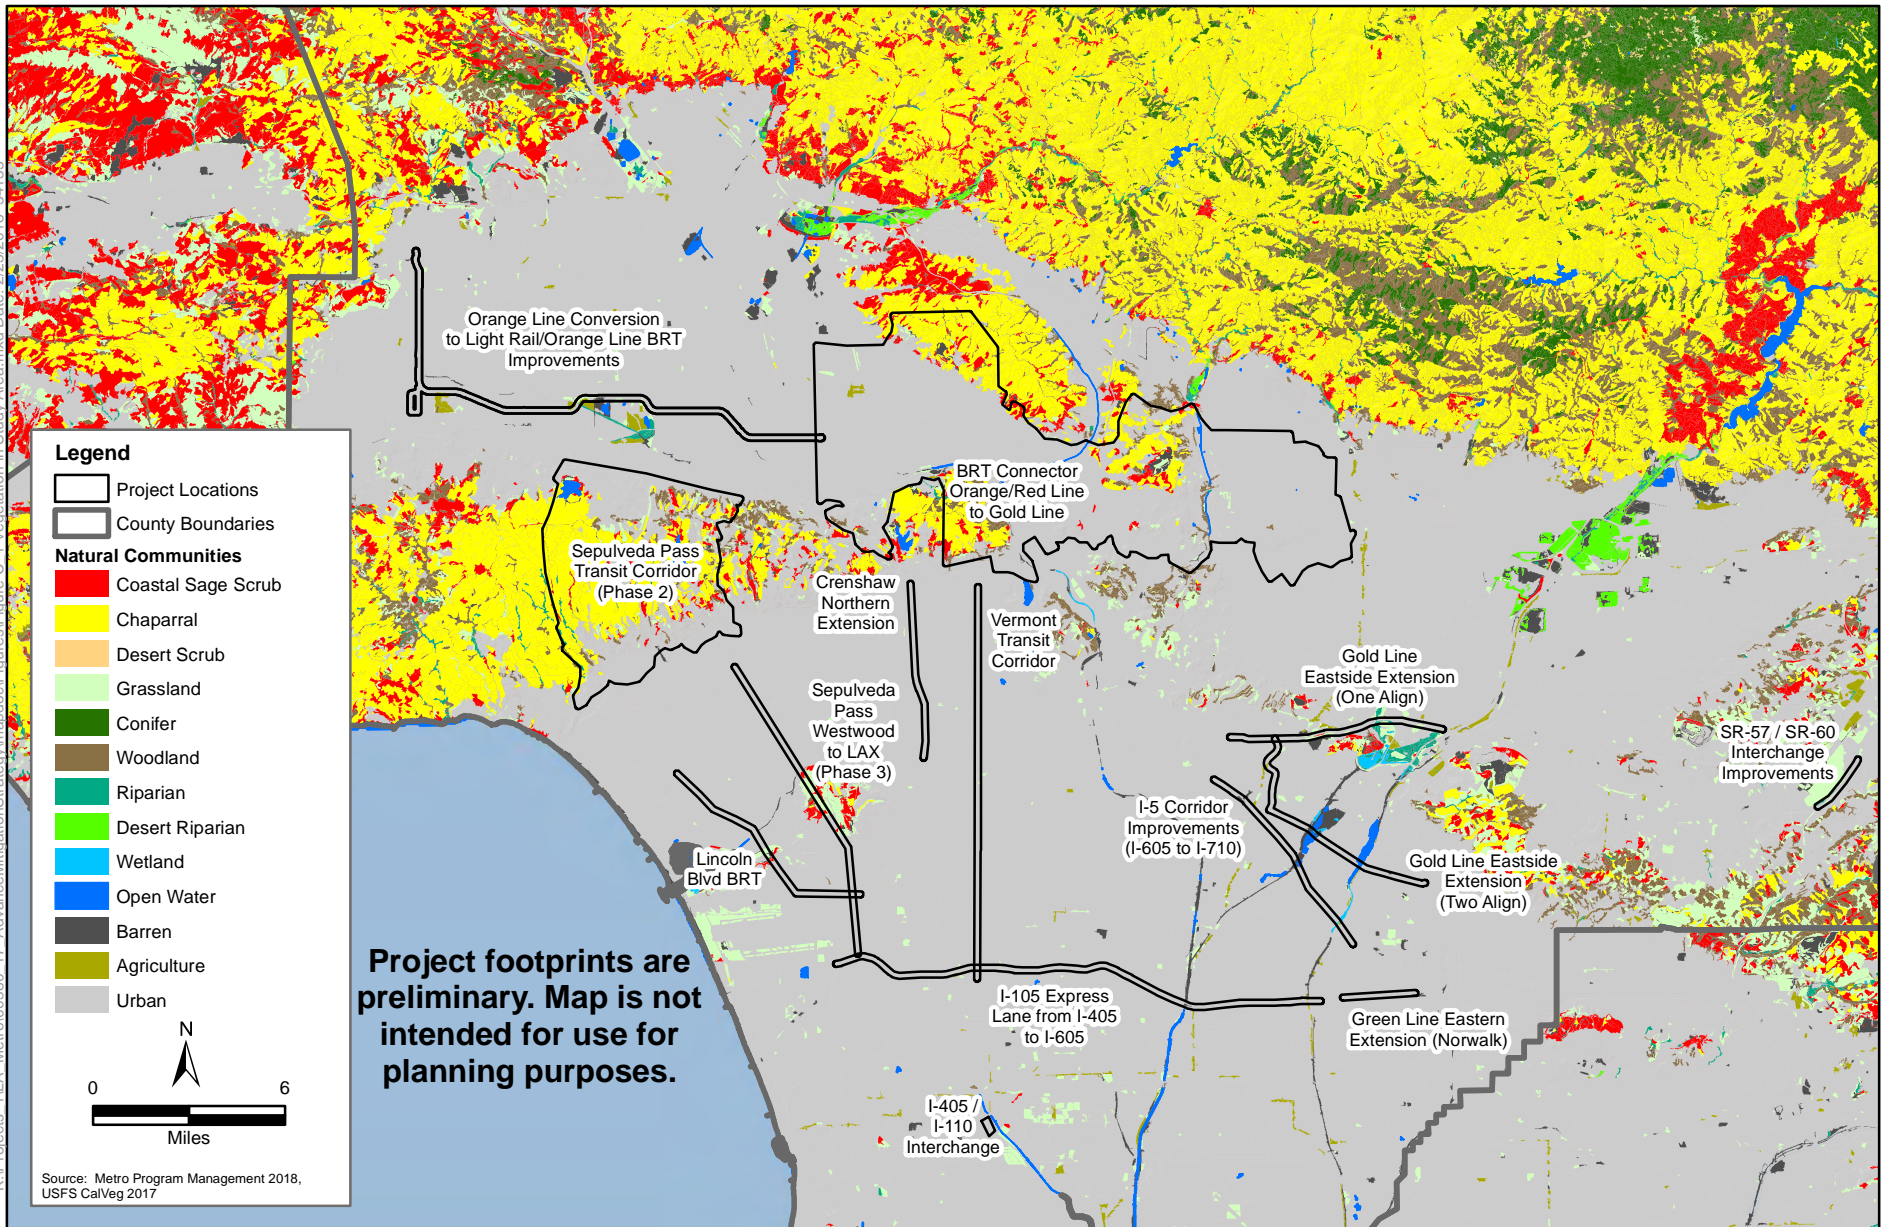 Orange Line Conversion
to Light Rail/Orange Line BRT
Improvements
BRT Connector
Orange/Red Line
to Gold Line
Sepulveda Pass
Transit Corridor
(Phase 2)
Crenshaw
Northern
Extension
Vermont
Transit
Corridor
Sepulveda
Pass
Westwood
to LAX
(Phase 3)
Gold Line
Eastside Extension
(One Align)
SR-57 / SR-60
Interchange
Improvements
I-5 Corridor
Improvements
(I-605 to I-710)
Lincoln
Blvd BRT
Gold Line Eastside
Extension
(Two Align)
I-105 Express
Lane from I-405
to I-605
Green Line Eastern
Extension (Norwalk)
I-405 /
I-110
Interchange
Project footprints are
preliminary. Map is not
intended for use for
planning purposes.
Legend
Project Locations
County Boundaries
Natural Communities
Coastal Sage Scrub
Chaparral
Desert Scrub
Grassland
Conifer
Woodland
Riparian
Desert Riparian
Wetland
Open Water
Barren
Agriculture
Urban
N
0 6
Miles
Source: Metro Program Management 2018,
USFS CalVeg 2017